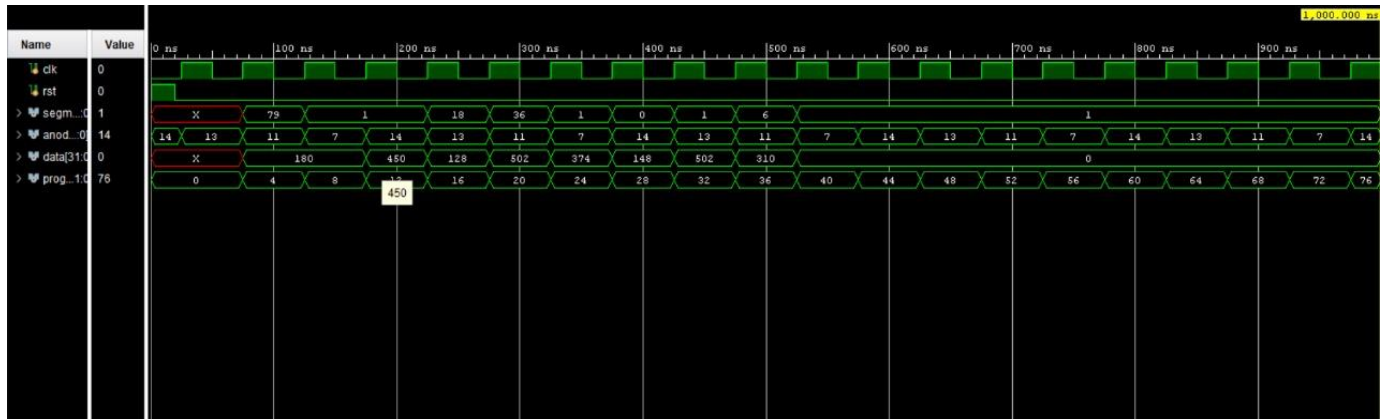 1,000.000 ns
Name Value 0 ns 100 ns 200 ns 300 ns 400 ns 500 ns 600 ns 700 ns 800 ns 900 ns
clk 0
rst 0
segm...:0 1 X 79 1 18 36 1 0 1 6 1
anod...:0] 14 14 13 11 7 14 13 11 7 14 13 11 7 14 13 11 7 14 13 11 7 14
data[31:0 0 X 180 450 128 502 374 148 502 310 0
prog...1:0 76 0 4 8 16 20 24 28 32 36 40 44 48 52 56 60 64 68 72 76
450